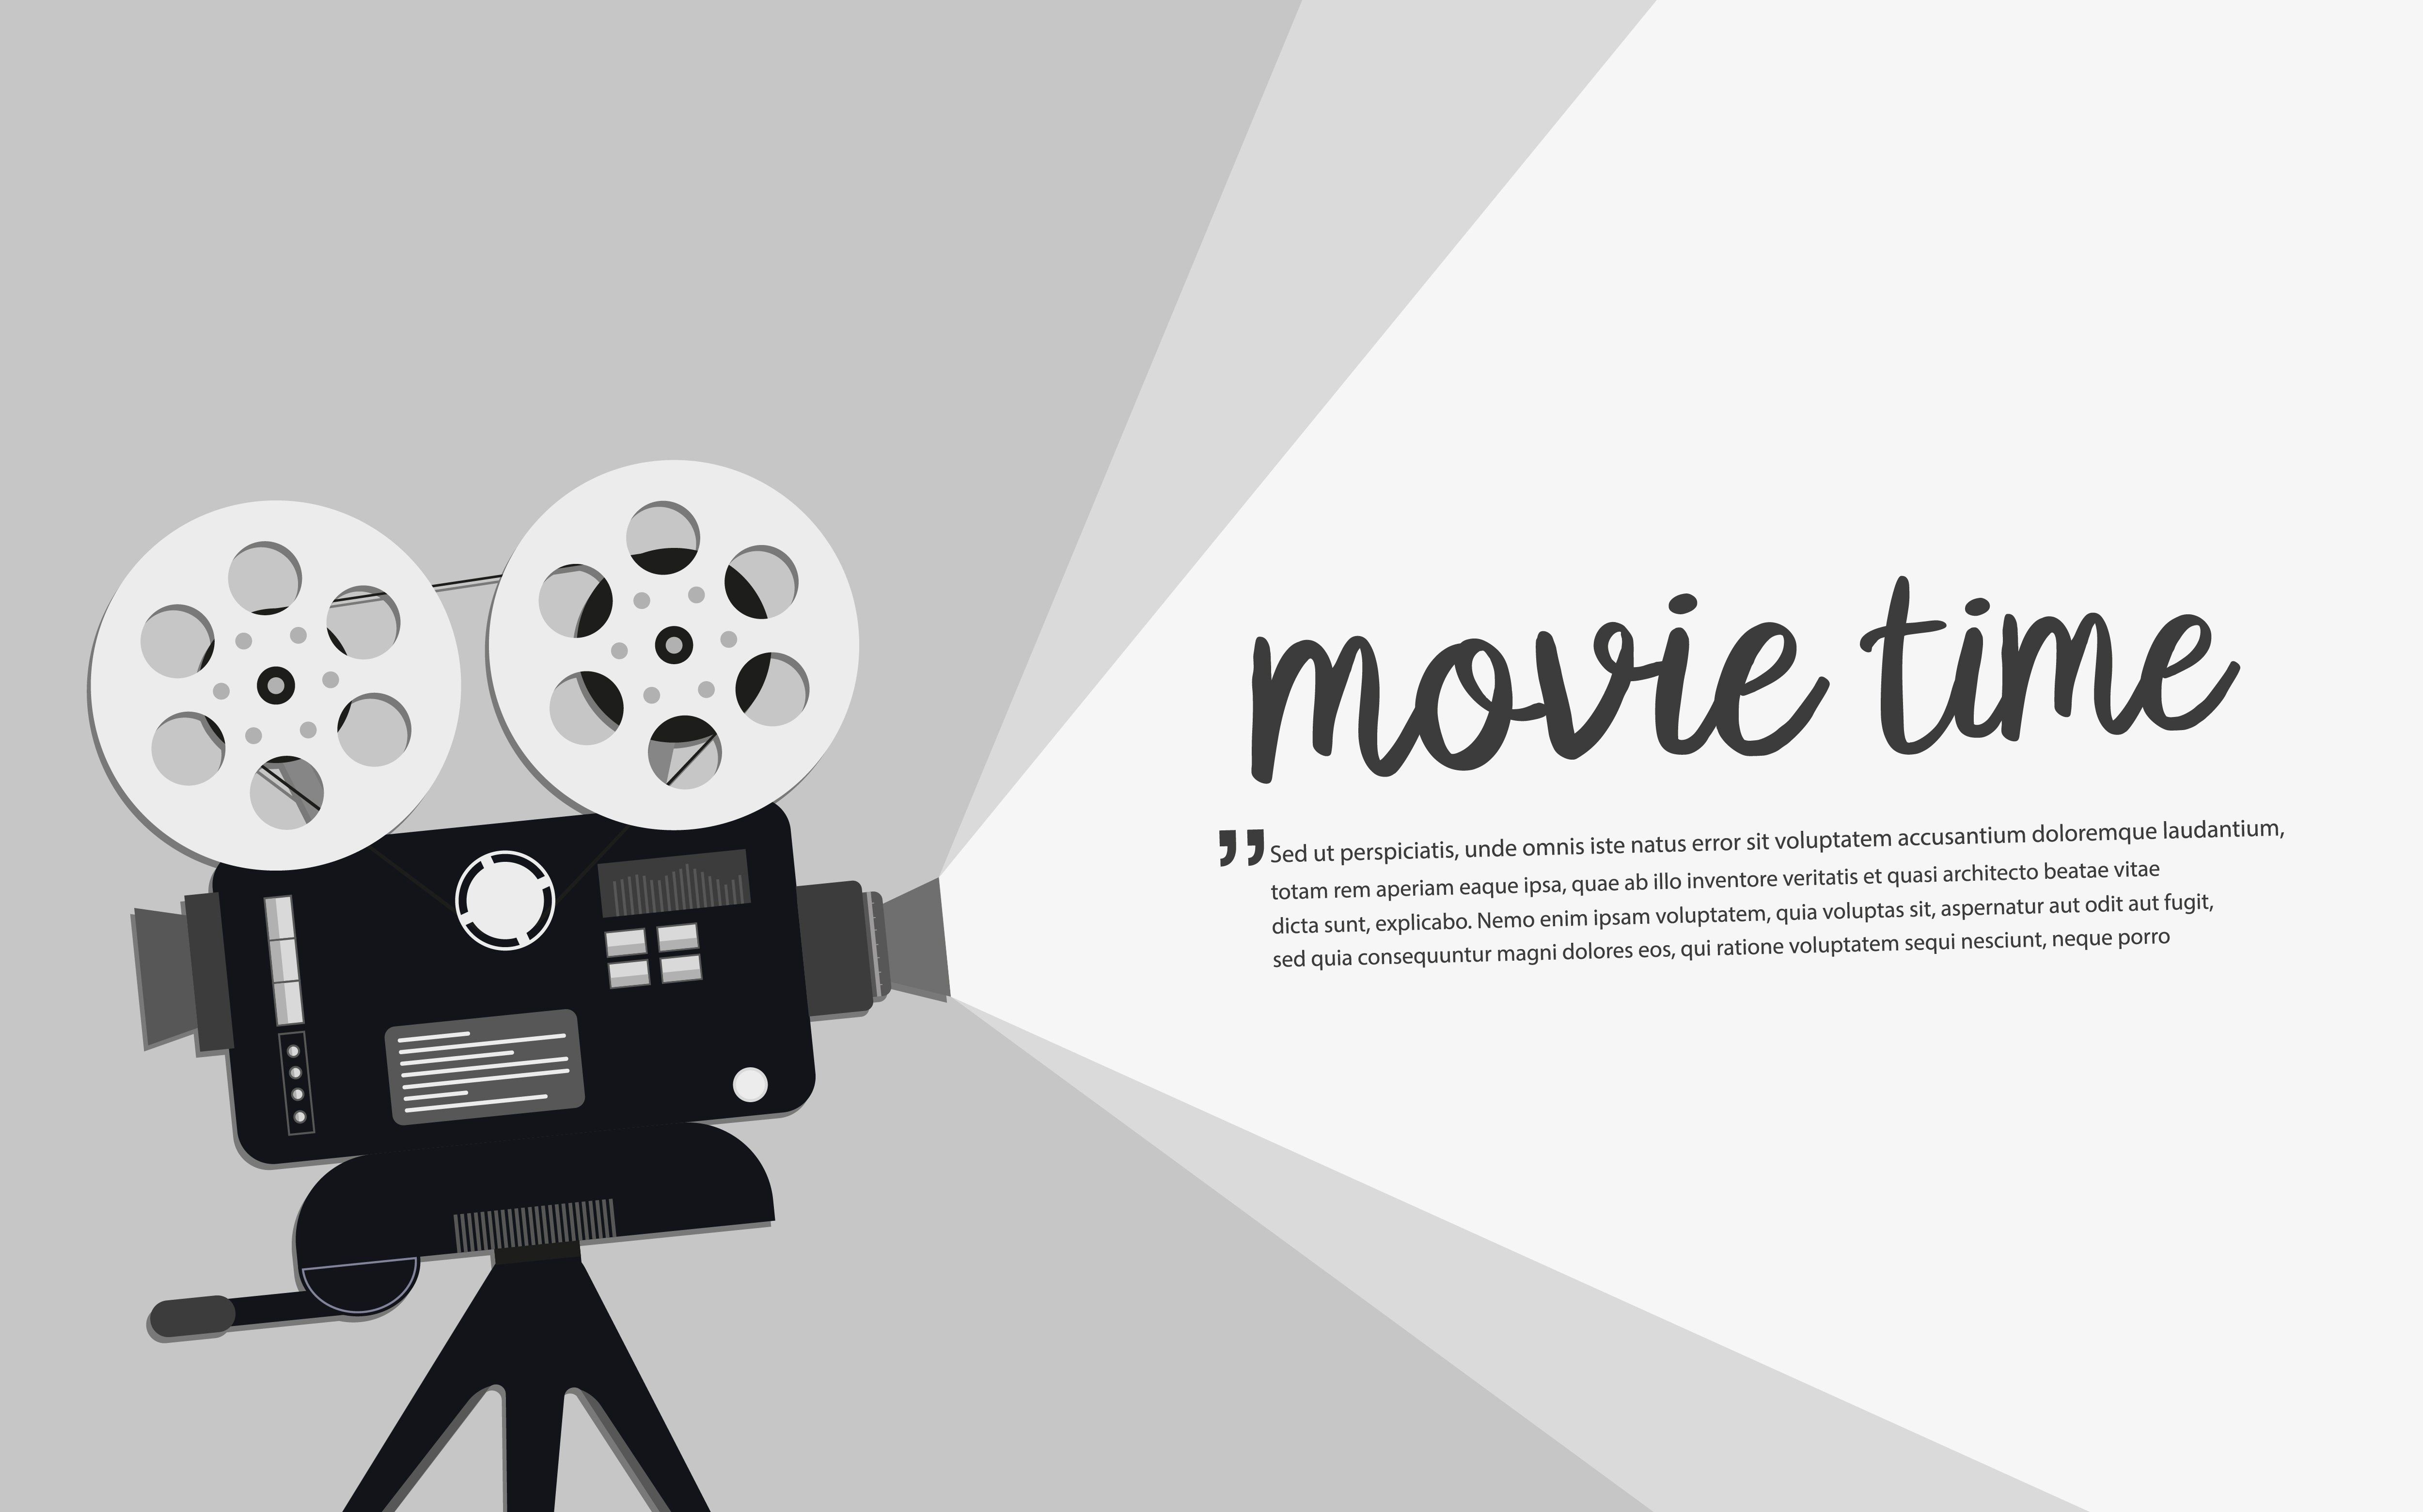 movie time
” Sed ut perspiciatis, unde omnis iste natus error sit voluptatem accusantium doloremque laudantium,
totam rem aperiam eaque ipsa, quae ab illo inventore veritatis et quasi architecto beatae vitae
dicta sunt, explicabo. Nemo enim ipsam voluptatem, quia voluptas sit, aspernatur aut odit aut fugit,
sed quia consequuntur magni dolores eos, qui ratione voluptatem sequi nesciunt, neque porro